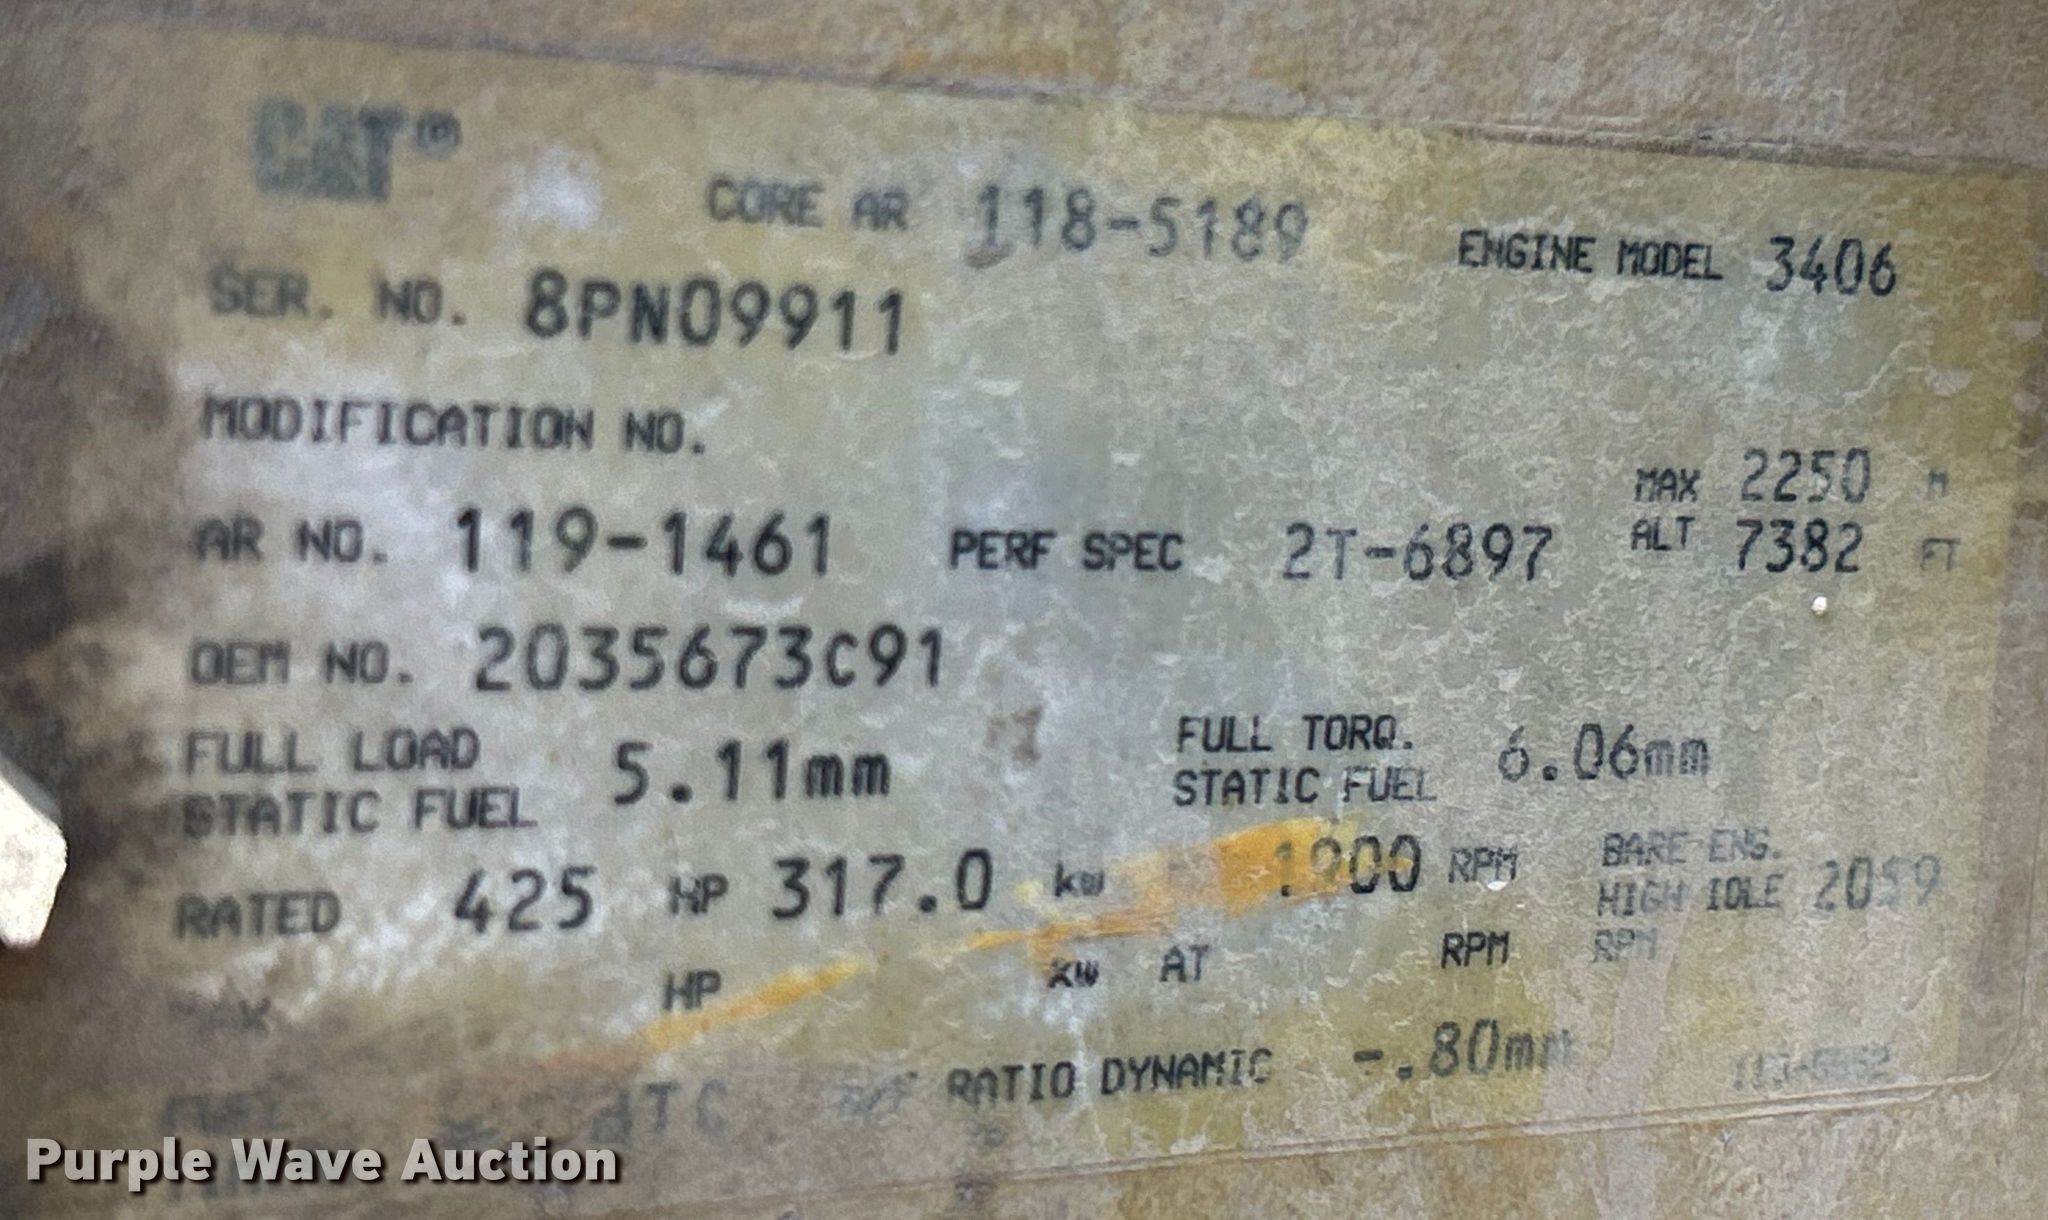 CAT®
CORE AR 118-5189
ENGINE MODEL 3406
SER. NO. 8PN09911
MODIFICATION NO.
MAX 2250 M
AR NO. 119-1461 PERF SPEC 2T-6897 ALT 7382 FT
OEM NO. 2035673C91
FULL LOAD STATIC FUEL 5.11mm
FULL TORQ. STATIC FUEL 6.06mm
RATED 425 HP 317.0 kw 1900 RPM
BARE ENG. HIGH IDLE 2059 RPM
HP kw AT RPM
RATIO DYNAMIC -.80mm
Purple Wave Auction